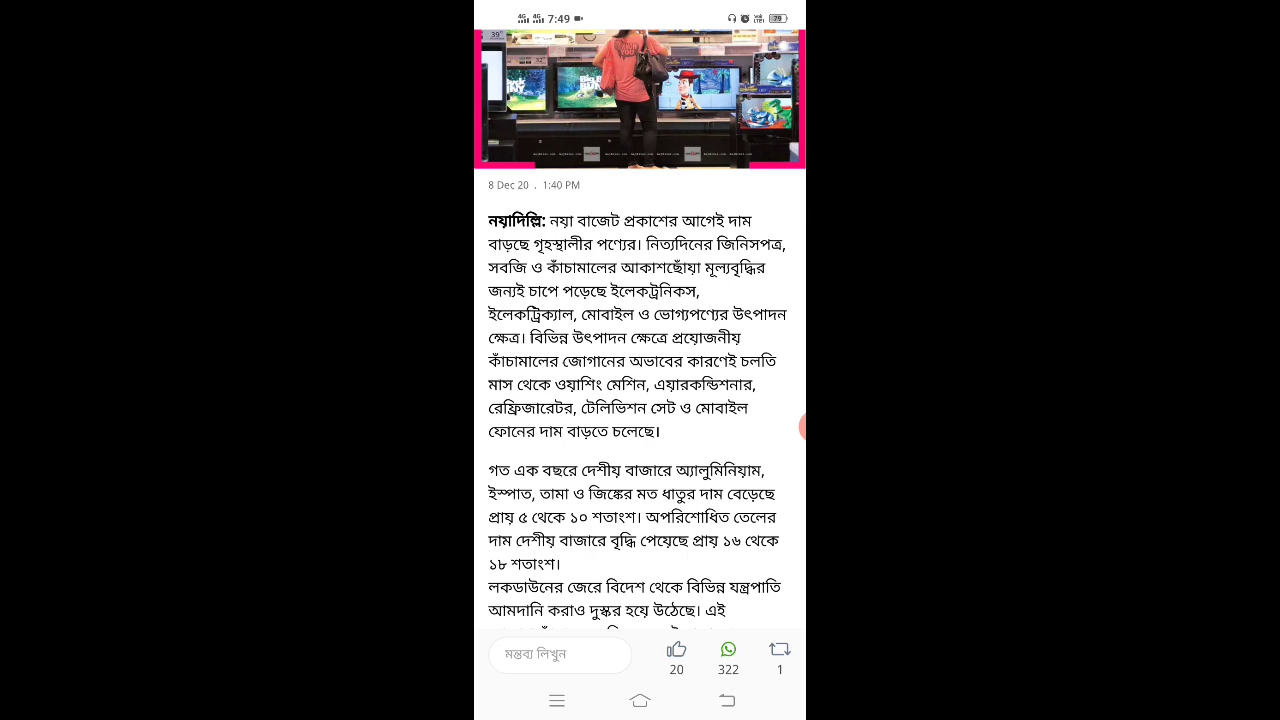 7:49
79
39"
32"
8 Dec 20 . 1:40 PM
নয়াদিল্লি: নয়া বাজেট প্রকাশের আগেই দাম
বাড়ছে গৃহস্থালীর পণ্যের। নিত্যদিনের জিনিসপত্র,
সবজি ও কাঁচামালের আকাশছোঁয়া মূল্যবৃদ্ধির
জন্যই চাপে পড়েছে ইলেকট্রনিকস,
ইলেকট্রিক্যাল, মোবাইল ও ভোগ্যপণ্যের উৎপাদন
ক্ষেত্র। বিভিন্ন উৎপাদন ক্ষেত্রে প্রয়োজনীয়
কাঁচামালের জোগানের অভাবের কারণেই চলতি
মাস থেকে ওয়াশিং মেশিন, এয়ারকন্ডিশনার,
রেফ্রিজারেটর, টেলিভিশন সেট ও মোবাইল
ফোনের দাম বাড়তে চলেছে।
গত এক বছরে দেশীয় বাজারে অ্যালুমিনিয়াম,
ইস্পাত, তামা ও জিঙ্কের মত ধাতুর দাম বেড়েছে
প্রায় ৫ থেকে ১০ শতাংশ। অপরিশোধিত তেলের
দাম দেশীয় বাজারে বৃদ্ধি পেয়েছে প্রায় ১৬ থেকে
১৮ শতাংশ।
লকডাউনের জেরে বিদেশ থেকে বিভিন্ন যন্ত্রপাতি
আমদানি করাও দুস্কর হয়ে উঠেছে। এই
মন্তব্য লিখুন
20 322 1